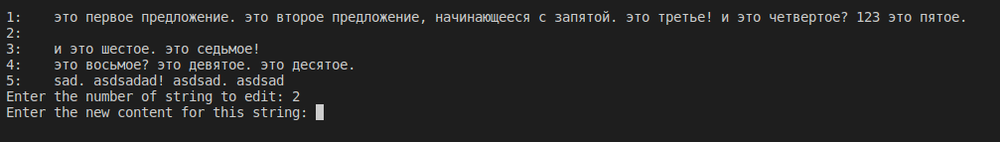 1:    это первое предложение. это второе предложение, начинающееся с запятой. это третье! и это четвертое? 123 это пятое.
2:
3:    и это шестое. это седьмое!
4:    это восьмое? это девятое. это десятое.
5:    sad. asdsadad! asdsad. asdsad
Enter the number of string to edit: 2
Enter the new content for this string: